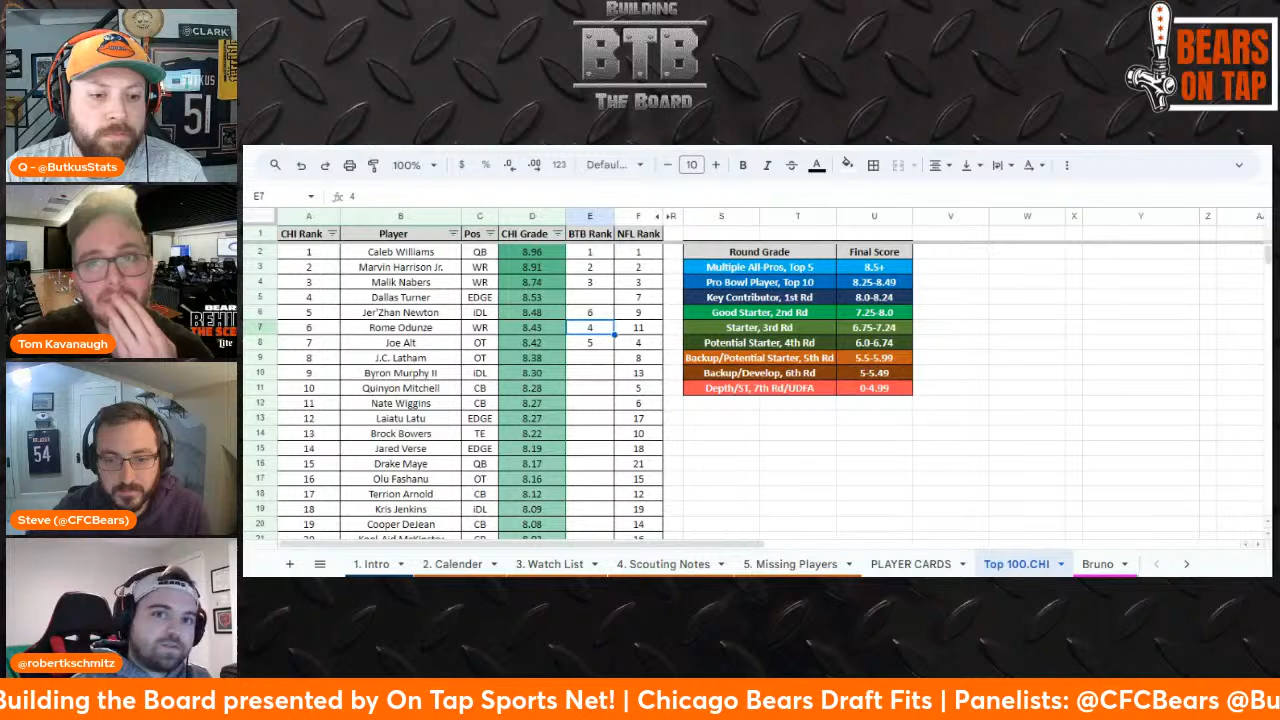 BUILDING
BTB
THE BOARD
BEARS
ON TAP
CLARK
BUTKUS
51
Q - @ButkusStats
BEHIND
THE SCE
Lite
Tom Kavanaugh
54
Steve (@CFCBears)
@robertkschmitz
100% $ % .0 .00 123 Defaul... − 10 + B I S A
E7 fx 4
A B C D E F R S T U V W X Y Z
1 CHI Rank Player Pos CHI Grade BTB Rank NFL Rank
2 1 Caleb Williams QB 8.96 1 1 Round Grade Final Score
3 2 Marvin Harrison Jr. WR 8.91 2 2 Multiple All-Pros, Top 5 8.5+
4 3 Malik Nabers WR 8.74 3 3 Pro Bowl Player, Top 10 8.25-8.49
5 4 Dallas Turner EDGE 8.53 7 Key Contributor, 1st Rd 8.0-8.24
6 5 Jer'Zhan Newton iDL 8.48 6 9 Good Starter, 2nd Rd 7.25-8.0
7 6 Rome Odunze WR 8.43 4 11 Starter, 3rd Rd 6.75-7.24
8 7 Joe Alt OT 8.42 5 4 Potential Starter, 4th Rd 6.0-6.74
9 8 J.C. Latham OT 8.38 8 Backup/Potential Starter, 5th Rd 5.5-5.99
10 9 Byron Murphy II iDL 8.30 13 Backup/Develop, 6th Rd 5-5.49
11 10 Quinyon Mitchell CB 8.28 5 Depth/ST, 7th Rd/UDFA 0-4.99
12 11 Nate Wiggins CB 8.27 6
13 12 Laiatu Latu EDGE 8.27 17
14 13 Brock Bowers TE 8.22 10
15 14 Jared Verse EDGE 8.19 18
16 15 Drake Maye QB 8.17 21
17 16 Olu Fashanu OT 8.16 15
18 17 Terrion Arnold CB 8.12 12
19 18 Kris Jenkins iDL 8.09 19
20 19 Cooper DeJean CB 8.08 14
+ 1. Intro 2. Calender 3. Watch List 4. Scouting Notes 5. Missing Players PLAYER CARDS Top 100.CHI Bruno
Building the Board presented by On Tap Sports Net! | Chicago Bears Draft Fits | Panelists: @CFCBears @Bu